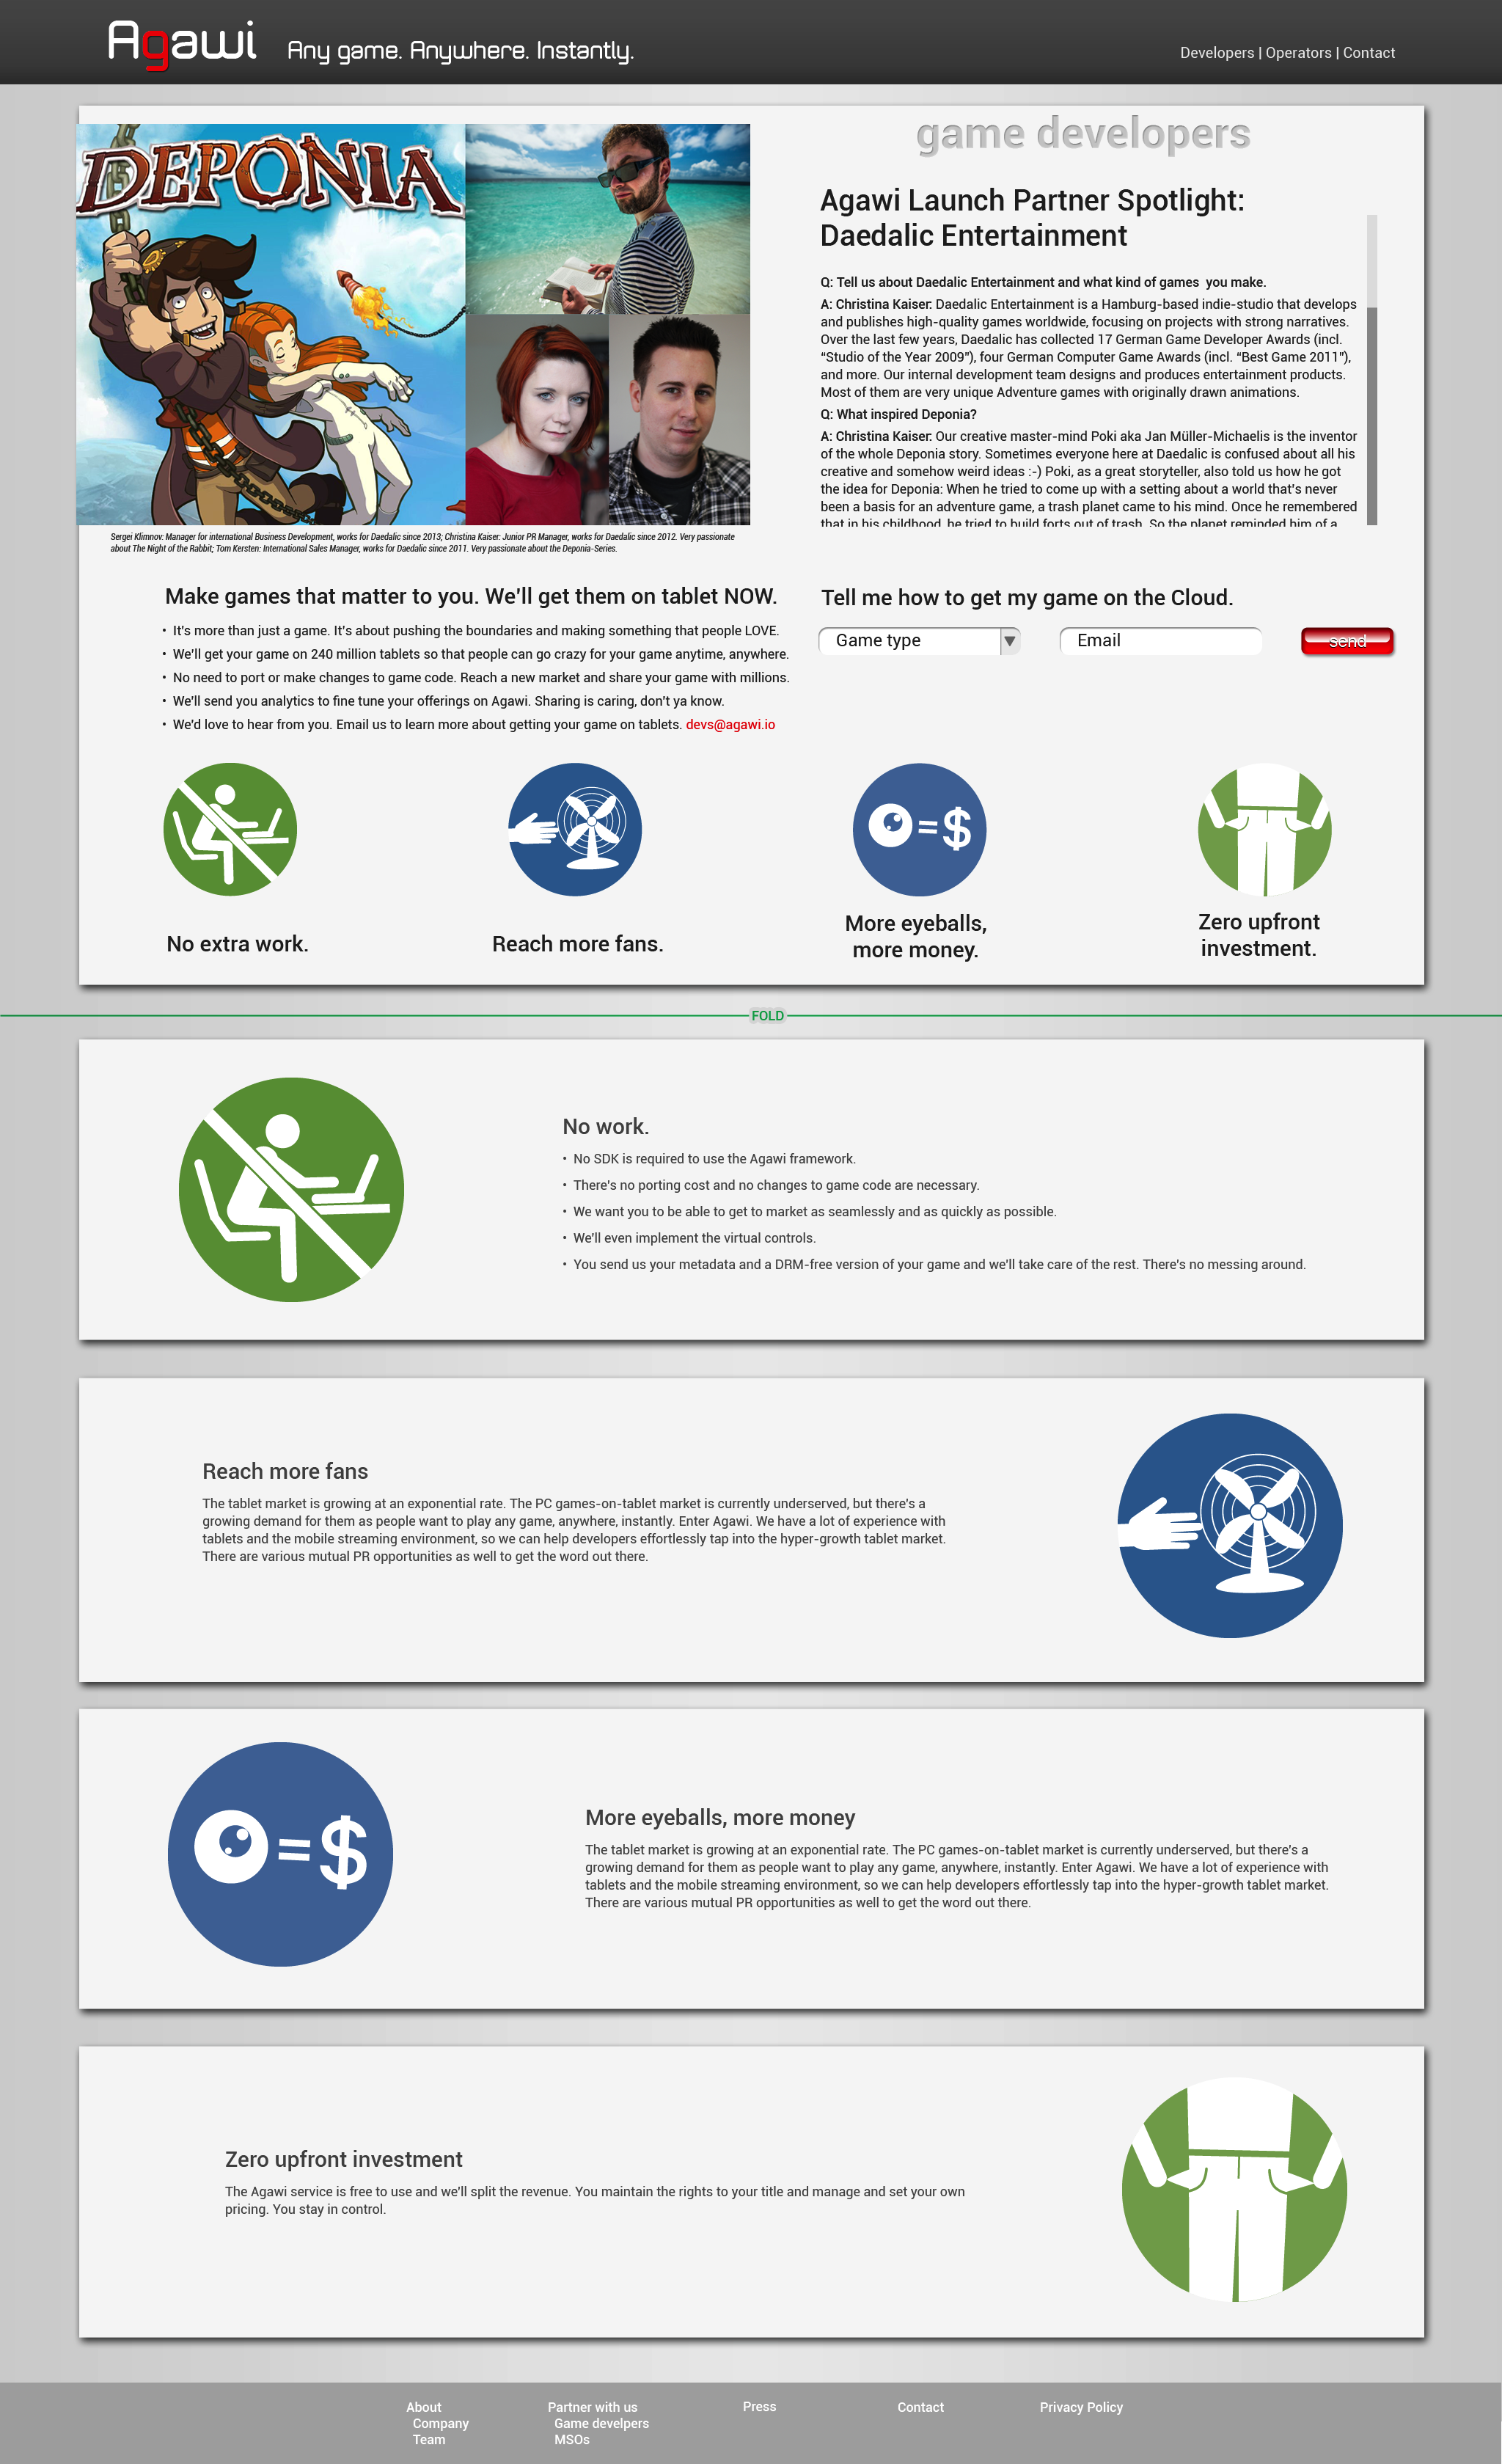 Agawi Any game. Anywhere. Instantly.
Developers | Operators | Contact
DEPONIA
game developers
Agawi Launch Partner Spotlight:
Daedalic Entertainment
Q: Tell us about Daedalic Entertainment and what kind of games you make.
A: Christina Kaiser: Daedalic Entertainment is a Hamburg-based indie-studio that develops
and publishes high-quality games worldwide, focusing on projects with strong narratives.
Over the last few years, Daedalic has collected 17 German Game Developer Awards (incl.
“Studio of the Year 2009”), four German Computer Game Awards (incl. “Best Game 2011”),
and more. Our internal development team designs and produces entertainment products.
Most of them are very unique Adventure games with originally drawn animations.
Q: What inspired Deponia?
A: Christina Kaiser: Our creative master-mind Poki aka Jan Müller-Michaelis is the inventor
of the whole Deponia story. Sometimes everyone here at Daedalic is confused about all his
creative and somehow weird ideas :-) Poki, as a great storyteller, also told us how he got
the idea for Deponia: When he tried to come up with a setting about a world that's never
been a basis for an adventure game, a trash planet came to his mind. Once he remembered
that in his childhood, he tried to build forts out of trash. So the planet reminded him of a
Sergei Klimnov: Manager for international Business Development, works for Daedalic since 2013; Christina Kaiser: Junior PR Manager, works for Daedalic since 2012. Very passionate
about The Night of the Rabbit; Tom Kersten: International Sales Manager, works for Daedalic since 2011. Very passionate about the Deponia-Series.
Make games that matter to you. We'll get them on tablet NOW.
• It's more than just a game. It's about pushing the boundaries and making something that people LOVE.
• We'll get your game on 240 million tablets so that people can go crazy for your game anytime, anywhere.
• No need to port or make changes to game code. Reach a new market and share your game with millions.
• We'll send you analytics to fine tune your offerings on Agawi. Sharing is caring, don't ya know.
• We'd love to hear from you. Email us to learn more about getting your game on tablets. devs@agawi.io
Tell me how to get my game on the Cloud.
Game type
Email
send
=$
No extra work.
Reach more fans.
More eyeballs,
more money.
Zero upfront
investment.
FOLD
No work.
• No SDK is required to use the Agawi framework.
• There's no porting cost and no changes to game code are necessary.
• We want you to be able to get to market as seamlessly and as quickly as possible.
• We'll even implement the virtual controls.
• You send us your metadata and a DRM-free version of your game and we'll take care of the rest. There's no messing around.
Reach more fans
The tablet market is growing at an exponential rate. The PC games-on-tablet market is currently underserved, but there's a
growing demand for them as people want to play any game, anywhere, instantly. Enter Agawi. We have a lot of experience with
tablets and the mobile streaming environment, so we can help developers effortlessly tap into the hyper-growth tablet market.
There are various mutual PR opportunities as well to get the word out there.
=$
More eyeballs, more money
The tablet market is growing at an exponential rate. The PC games-on-tablet market is currently underserved, but there's a
growing demand for them as people want to play any game, anywhere, instantly. Enter Agawi. We have a lot of experience with
tablets and the mobile streaming environment, so we can help developers effortlessly tap into the hyper-growth tablet market.
There are various mutual PR opportunities as well to get the word out there.
Zero upfront investment
The Agawi service is free to use and we'll split the revenue. You maintain the rights to your title and manage and set your own
pricing. You stay in control.
About
Company
Team
Partner with us
Game develpers
MSOs
Press
Contact
Privacy Policy